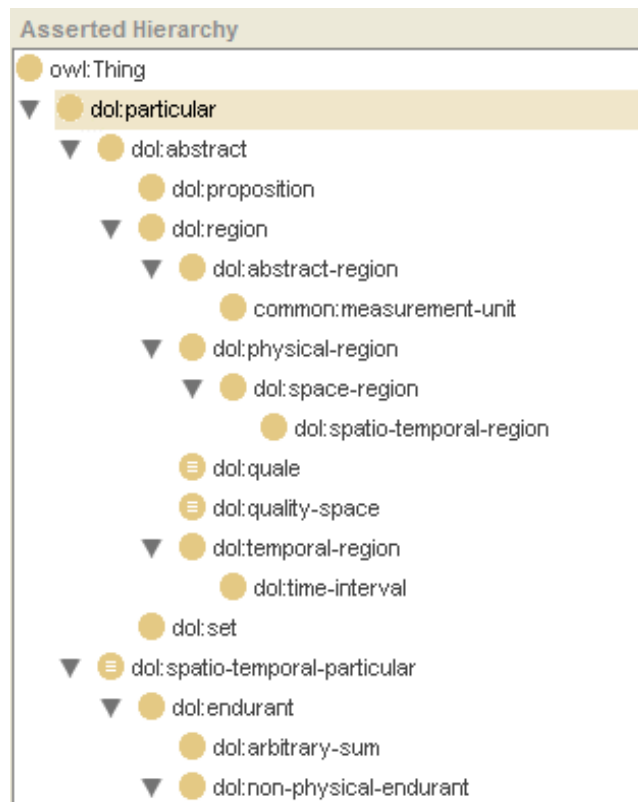 Asserted Hierarchy
owl:Thing
dol:particular
dol:abstract
dol:proposition
dol:region
dol:abstract-region
common:measurement-unit
dol:physical-region
dol:space-region
dol:spatio-temporal-region
dol:quale
dol:quality-space
dol:temporal-region
dol:time-interval
dol:set
dol:spatio-temporal-particular
dol:endurant
dol:arbitrary-sum
dol:non-physical-endurant